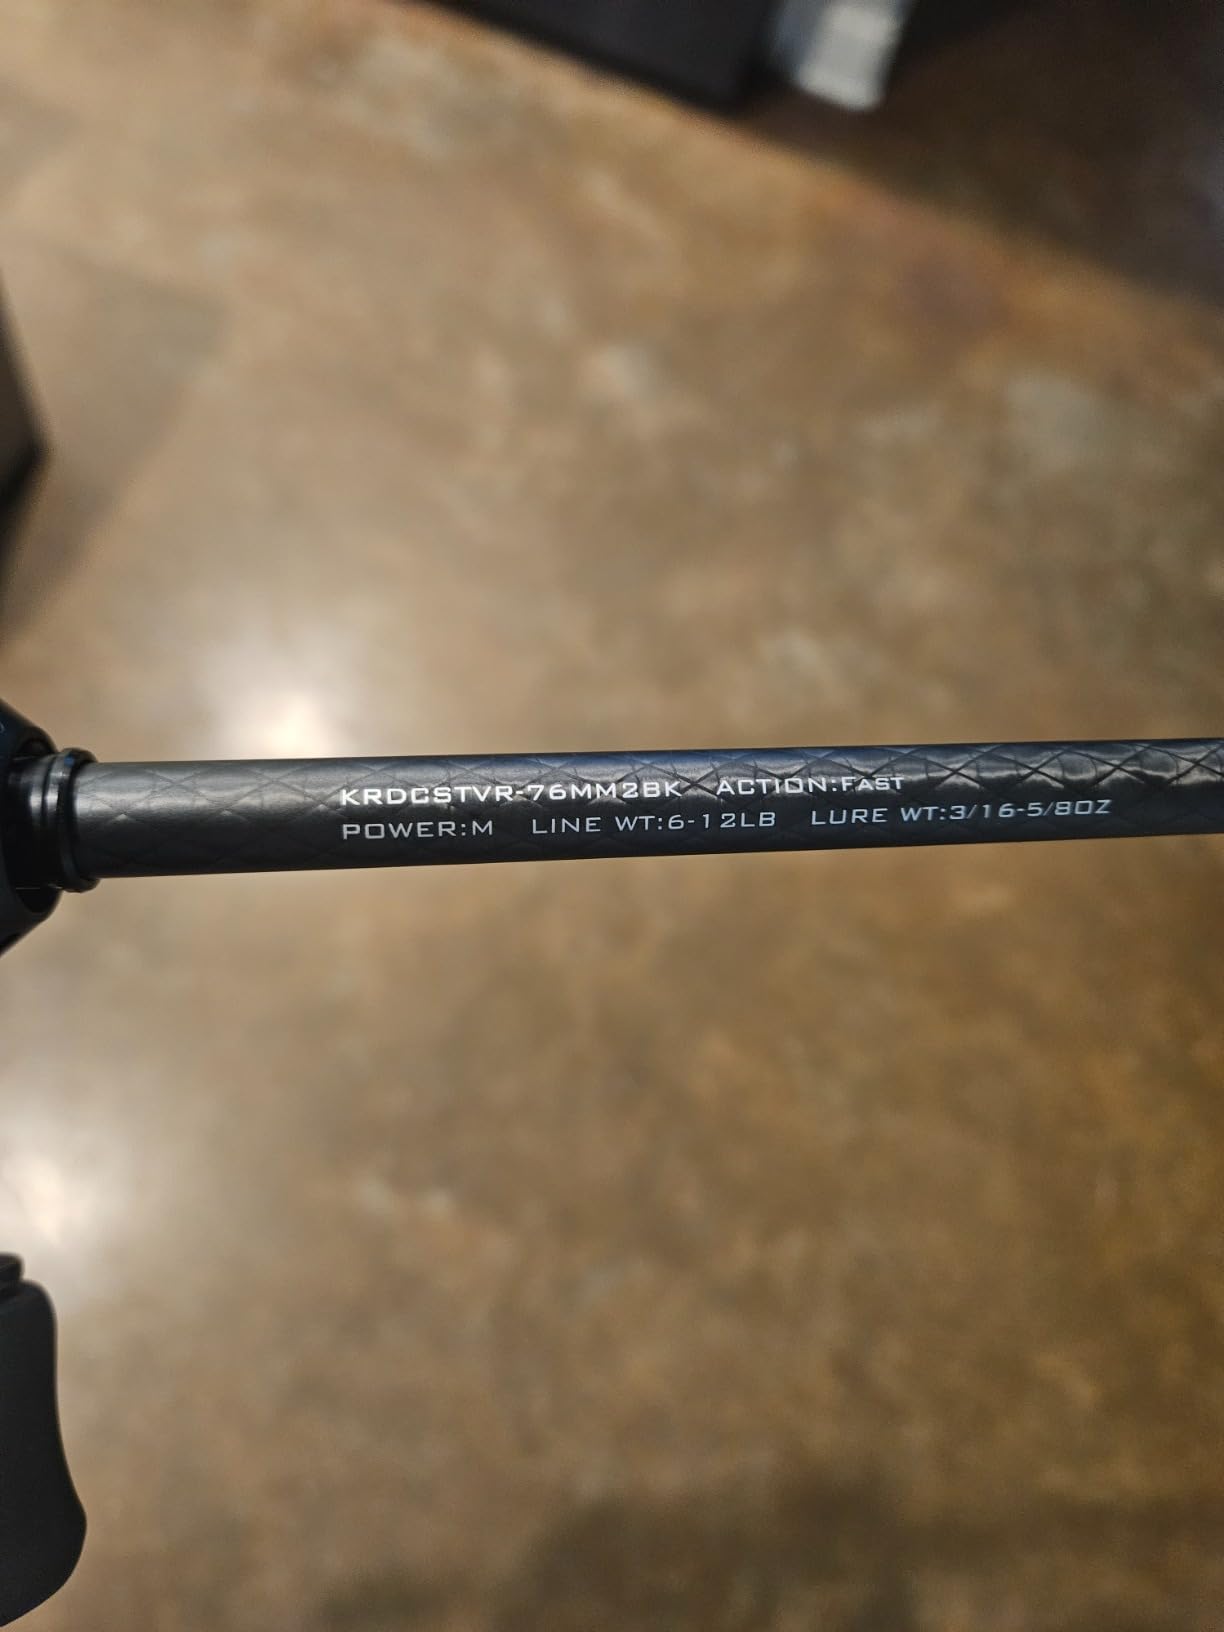 KRDCSTVR-76MM2BK ACTION:FAST
POWER:M LINE WT:6-12LB LURE WT:3/16-5/8OZ